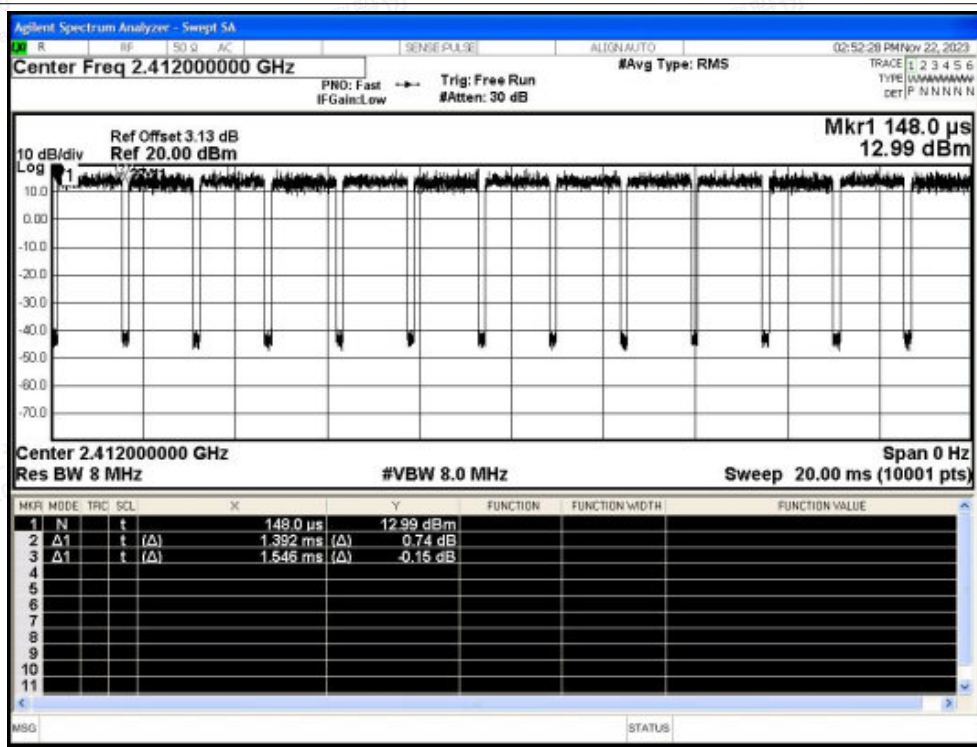 Agilent Spectrum Analyzer - Swept SA
R RF 50 Ω AC SENSE:PULSE ALIGN AUTO 02:52:28 PM Nov 22, 2023
Center Freq 2.412000000 GHz
PNO: Fast
IFGain:Low
Trig: Free Run
#Atten: 30 dB
#Avg Type: RMS
TRACE 1 2 3 4 5 6
TYPE
DET P N N N N N
Mkr1 148.0 µs
12.99 dBm
Ref Offset 3.13 dB
10 dB/div Ref 20.00 dBm
Log
1
10.0
0.00
-10.0
-20.0
-30.0
-40.0
-50.0
-60.0
-70.0
Center 2.412000000 GHz Span 0 Hz
Res BW 8 MHz #VBW 8.0 MHz Sweep 20.00 ms (10001 pts)
MKR MODE TRC SCL X Y FUNCTION FUNCTION WIDTH FUNCTION VALUE
1 N t 148.0 µs 12.99 dBm
2 Δ1 t (Δ) 1.392 ms (Δ) 0.74 dB
3 Δ1 t (Δ) 1.546 ms (Δ) -0.15 dB
4
5
6
7
8
9
10
11
MSG STATUS